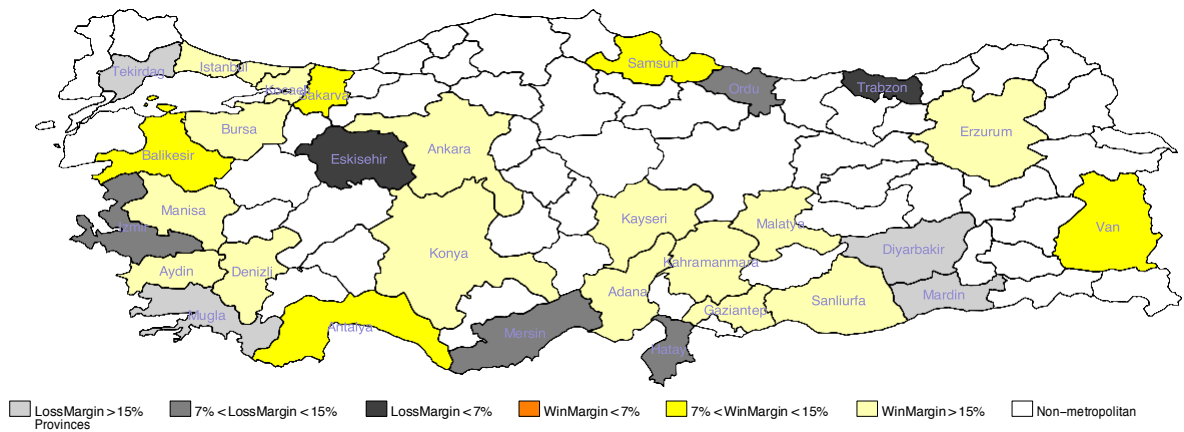 Samsun
Istanbul
Tekirdag
Kocaeli
Sakarya
Ordu
Trabzon
Bursa
Erzurum
Ankara
Balikesir
Eskisehir
Manisa
Kayseri
Malatya
Izmir
Van
Konya
Diyarbakir
Kahramanmara
Aydin
Denizli
Adana
Sanliurfa
Mardin
Gaziantep
Mugla
Antalya
Mersin
Hatay
LossMargin > 15% 7% < LossMargin < 15% LossMargin < 7% WinMargin < 7% 7% < WinMargin < 15% WinMargin > 15% Non-metropolitan
Provinces